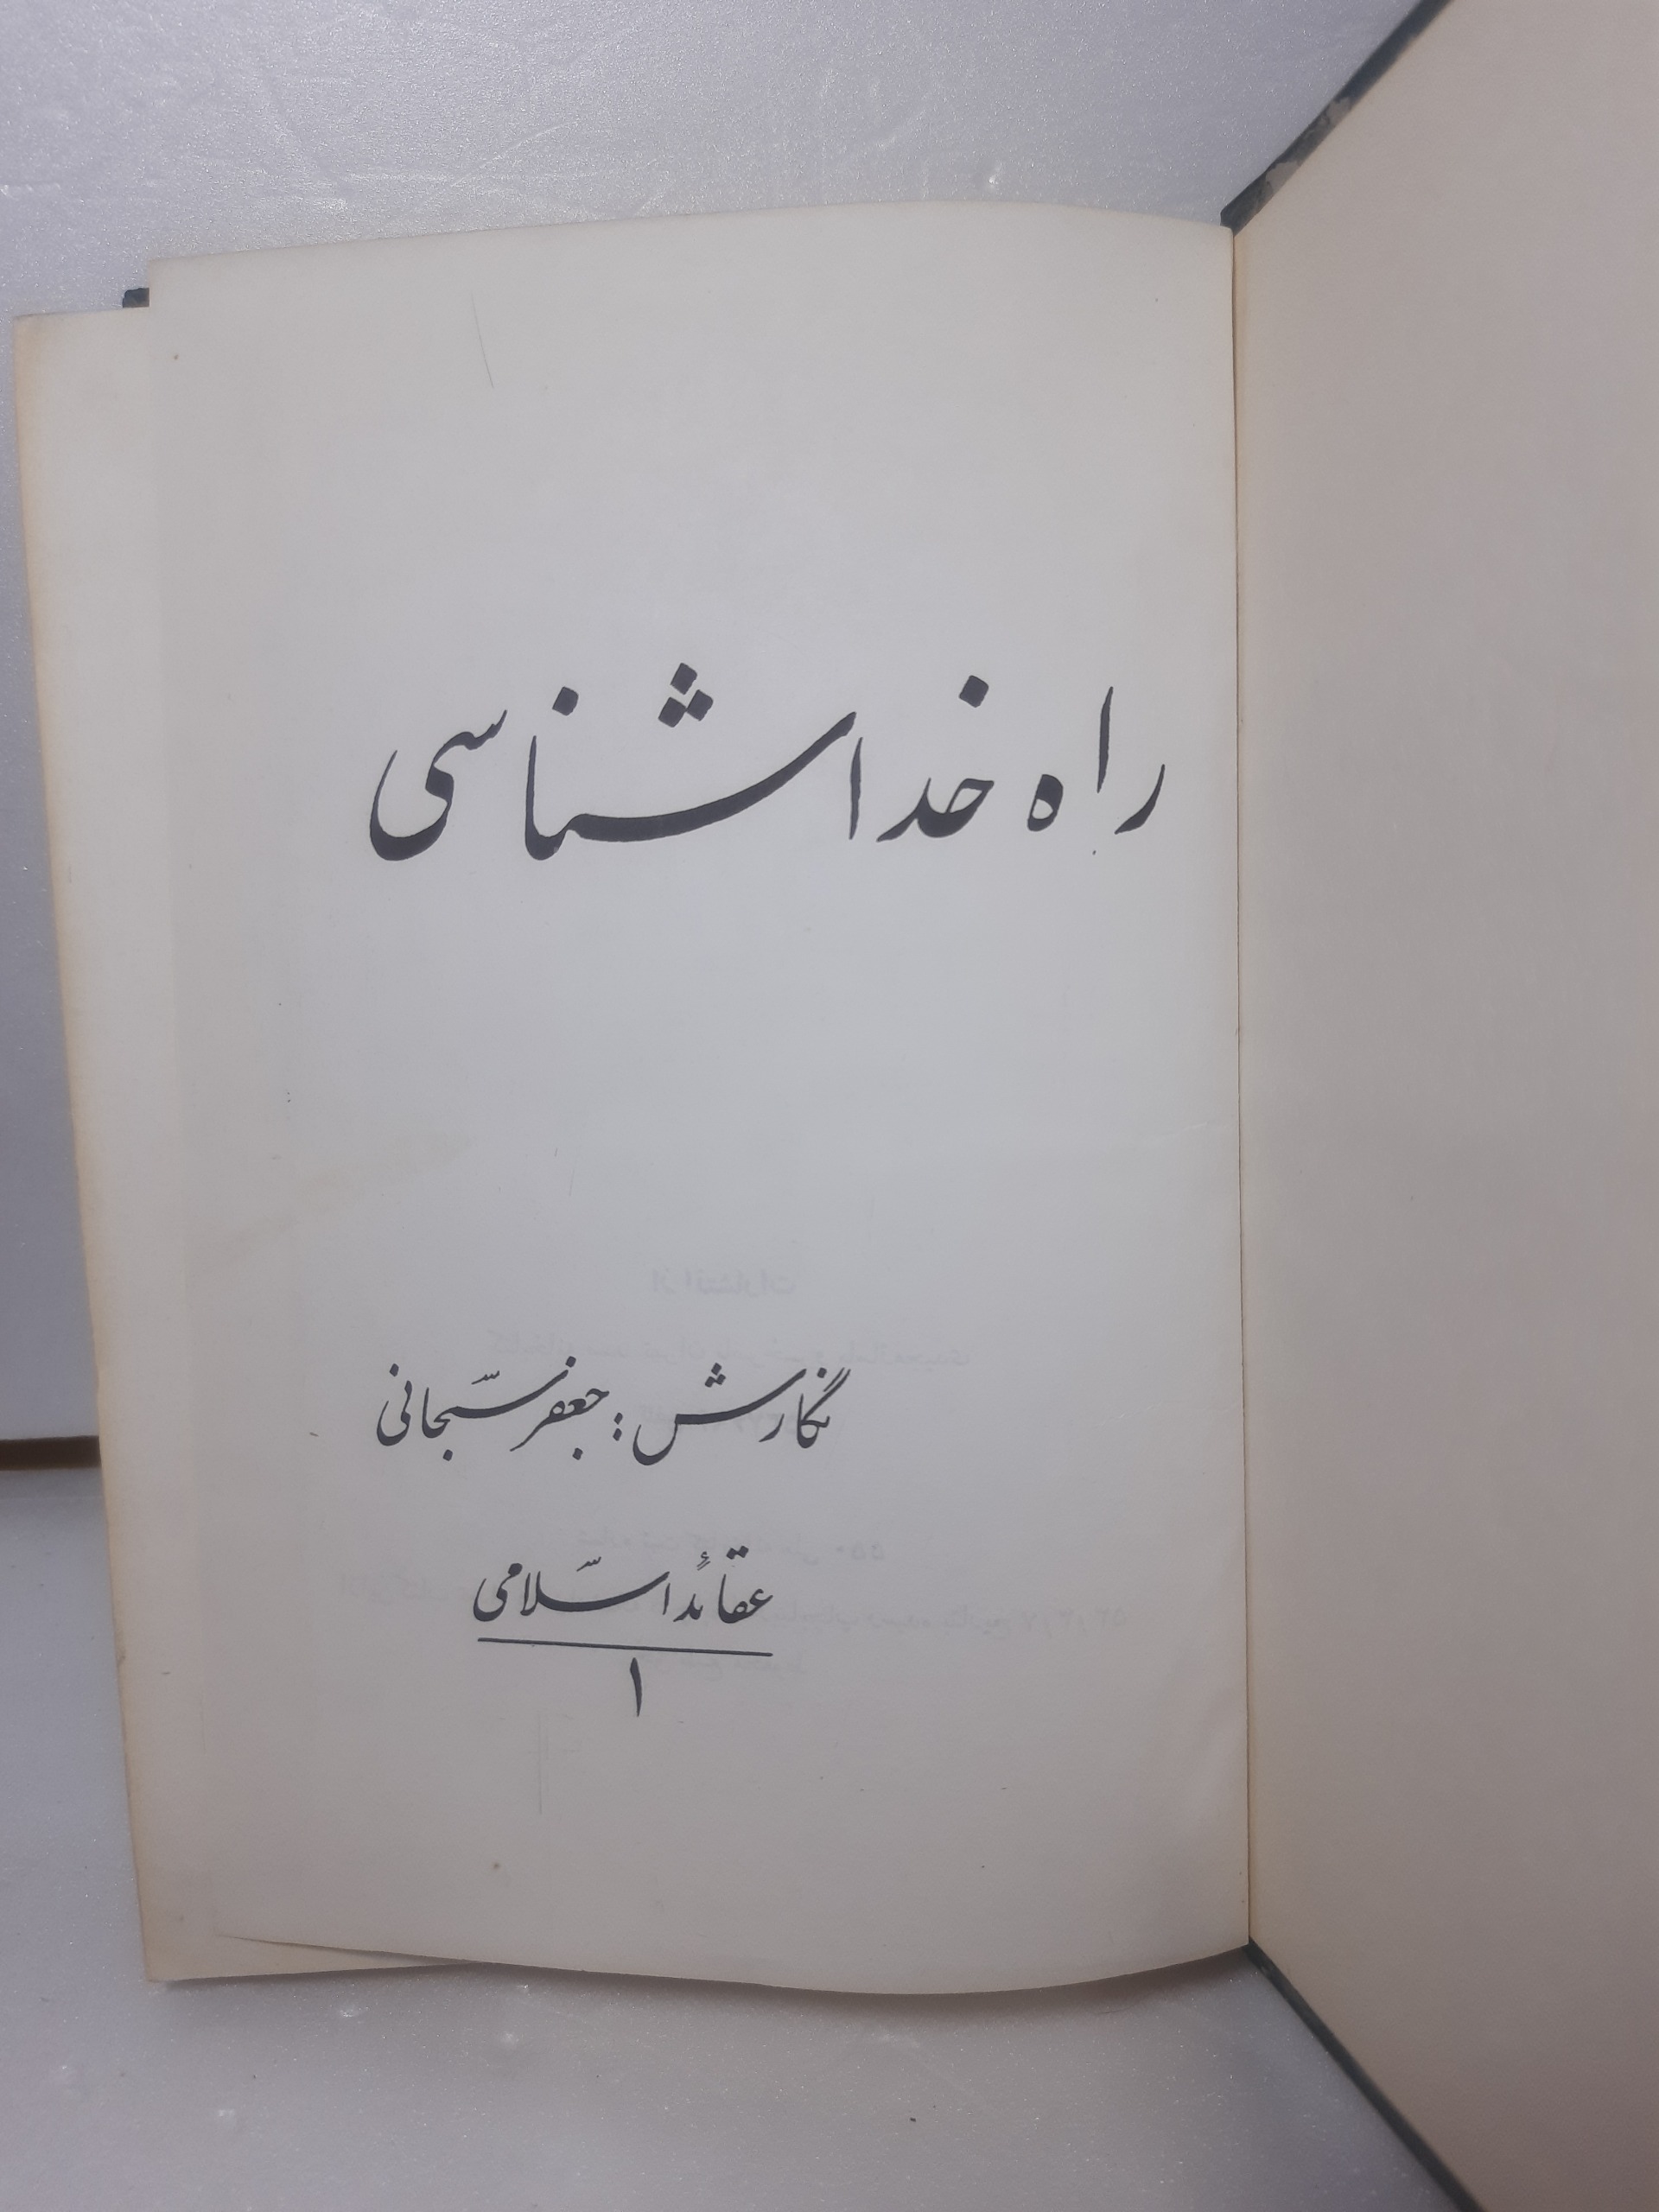 راه خداشناسی
نگارش : جعفر سبحانی
عقائد اسلامی
۱